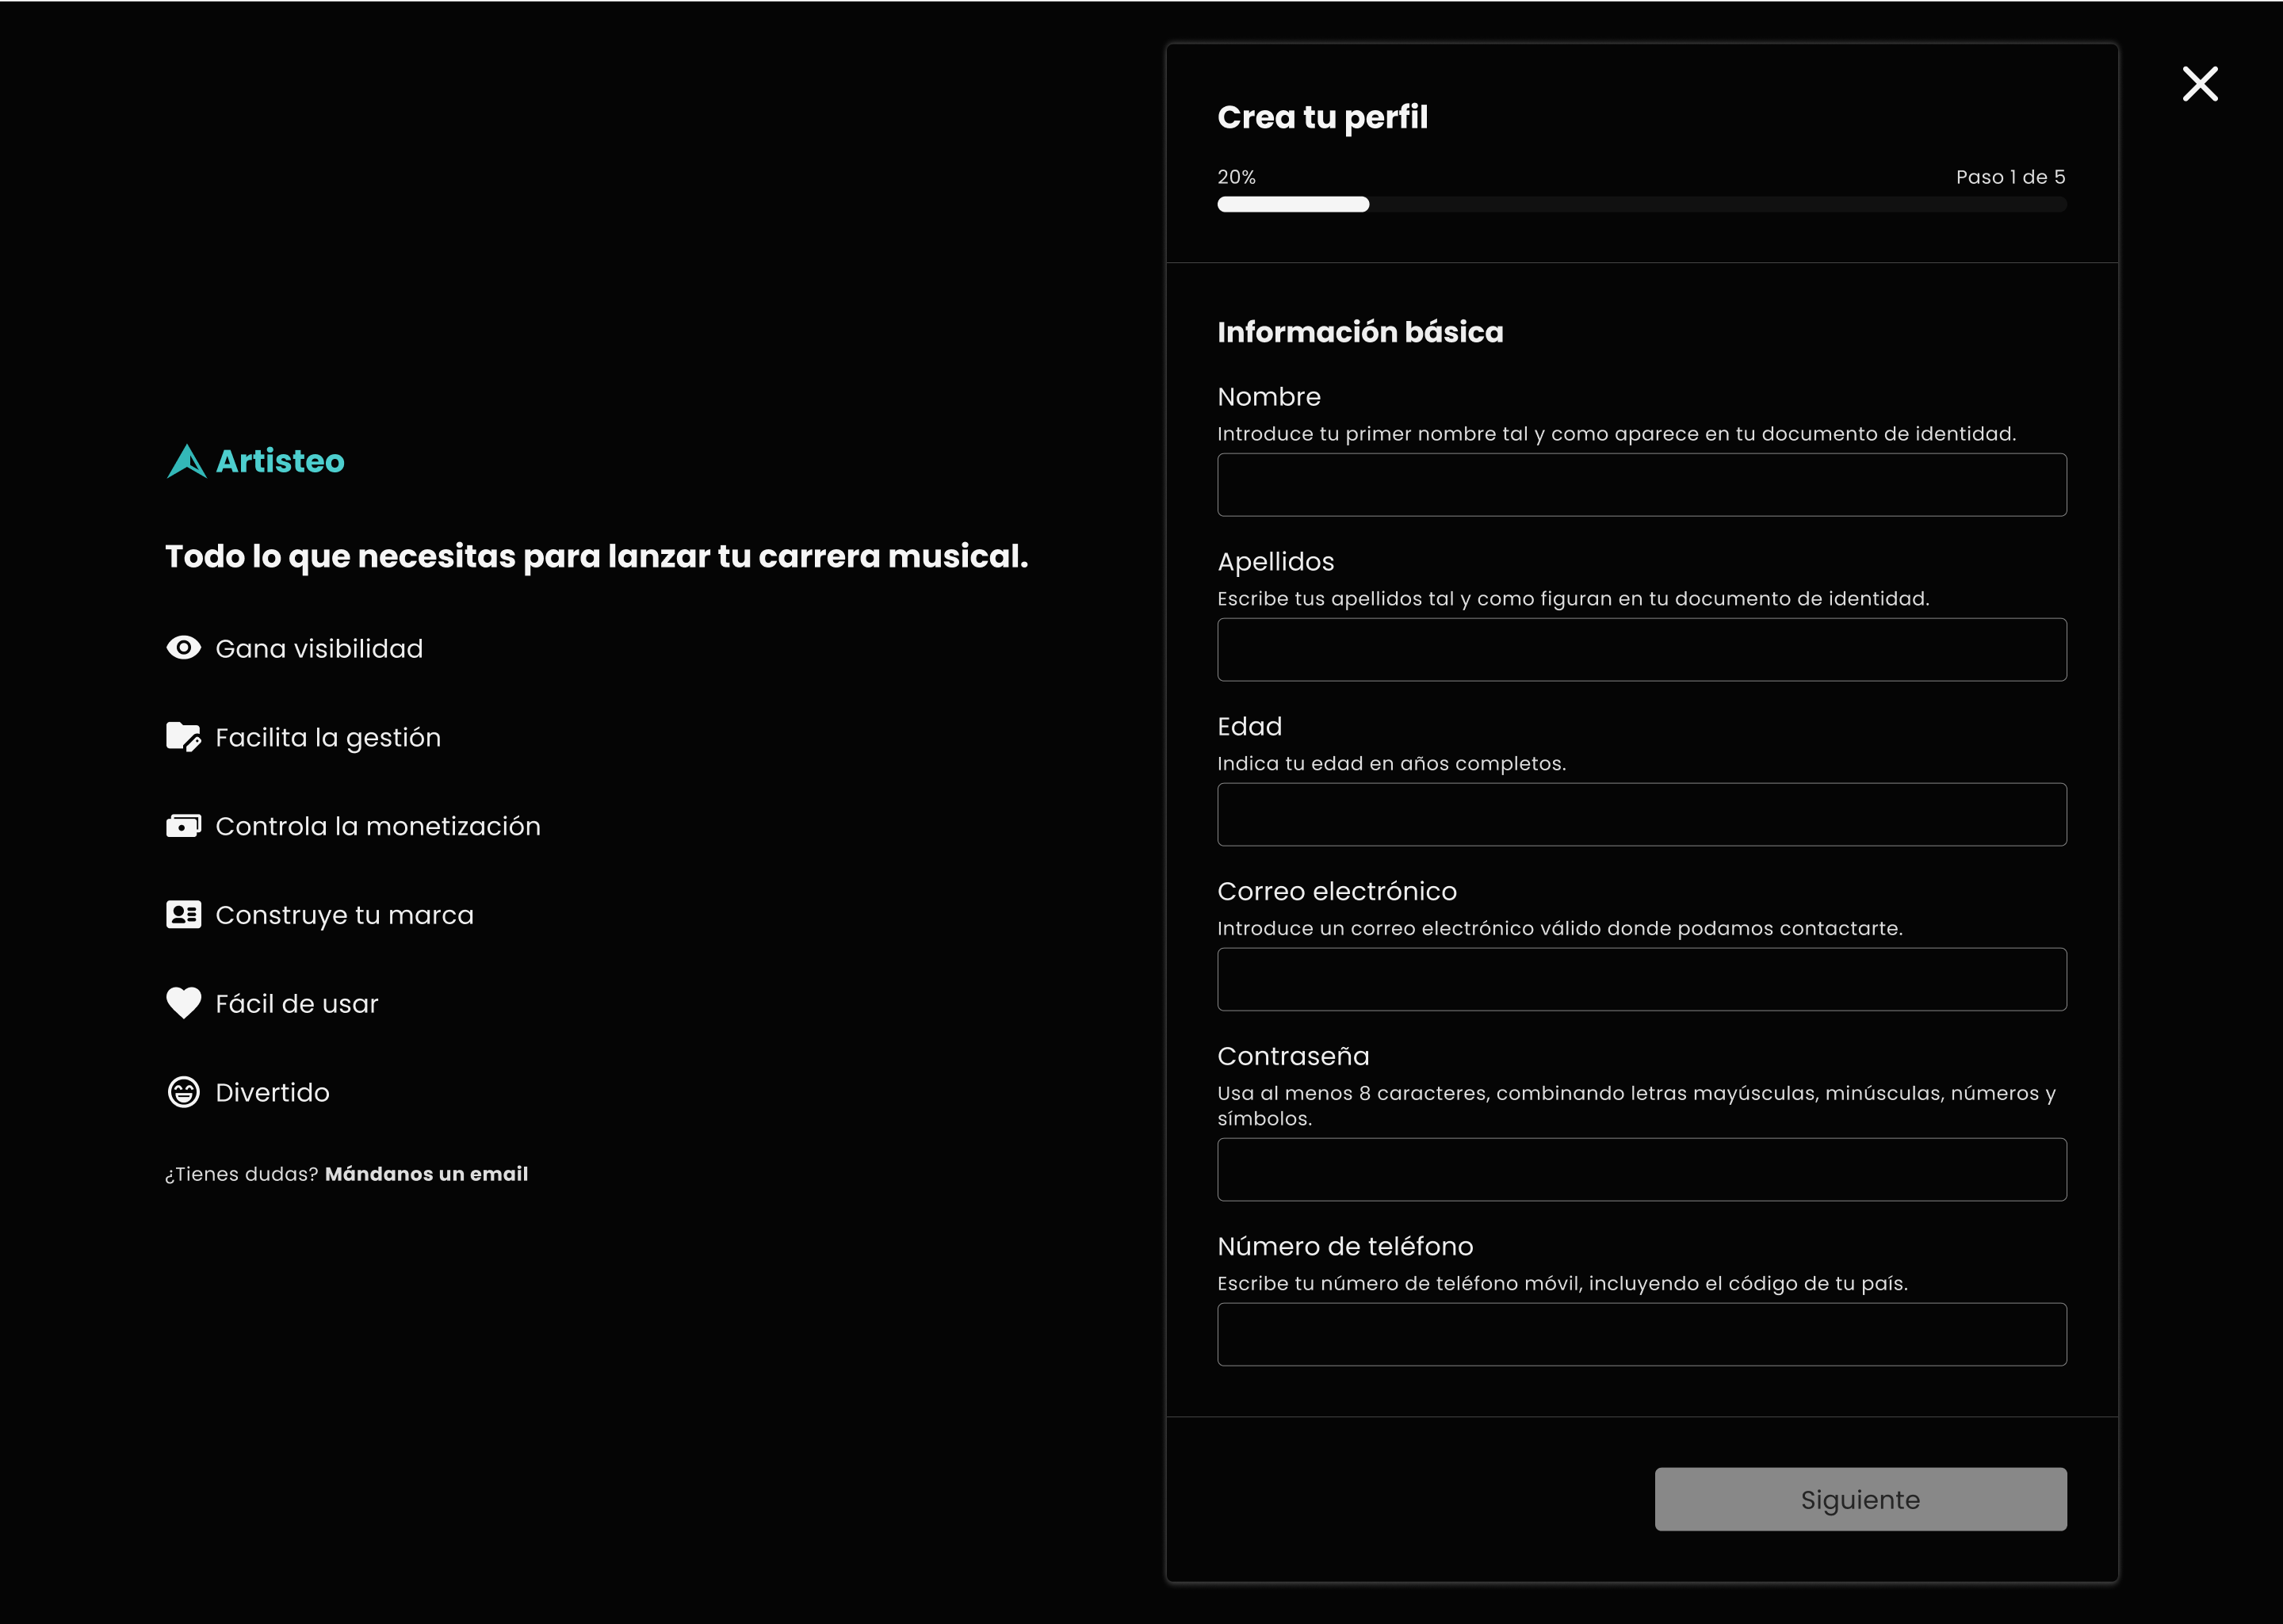 Artisteo
Todo lo que necesitas para lanzar tu carrera musical.
Gana visibilidad
Facilita la gestión
Controla la monetización
Construye tu marca
Fácil de usar
Divertido
¿Tienes dudas? Mándanos un email
Crea tu perfil
20%
Paso 1 de 5
Información básica
Nombre
Introduce tu primer nombre tal y como aparece en tu documento de identidad.
Apellidos
Escribe tus apellidos tal y como figuran en tu documento de identidad.
Edad
Indica tu edad en años completos.
Correo electrónico
Introduce un correo electrónico válido donde podamos contactarte.
Contraseña
Usa al menos 8 caracteres, combinando letras mayúsculas, minúsculas, números y
símbolos.
Número de teléfono
Escribe tu número de teléfono móvil, incluyendo el código de tu país.
Siguiente